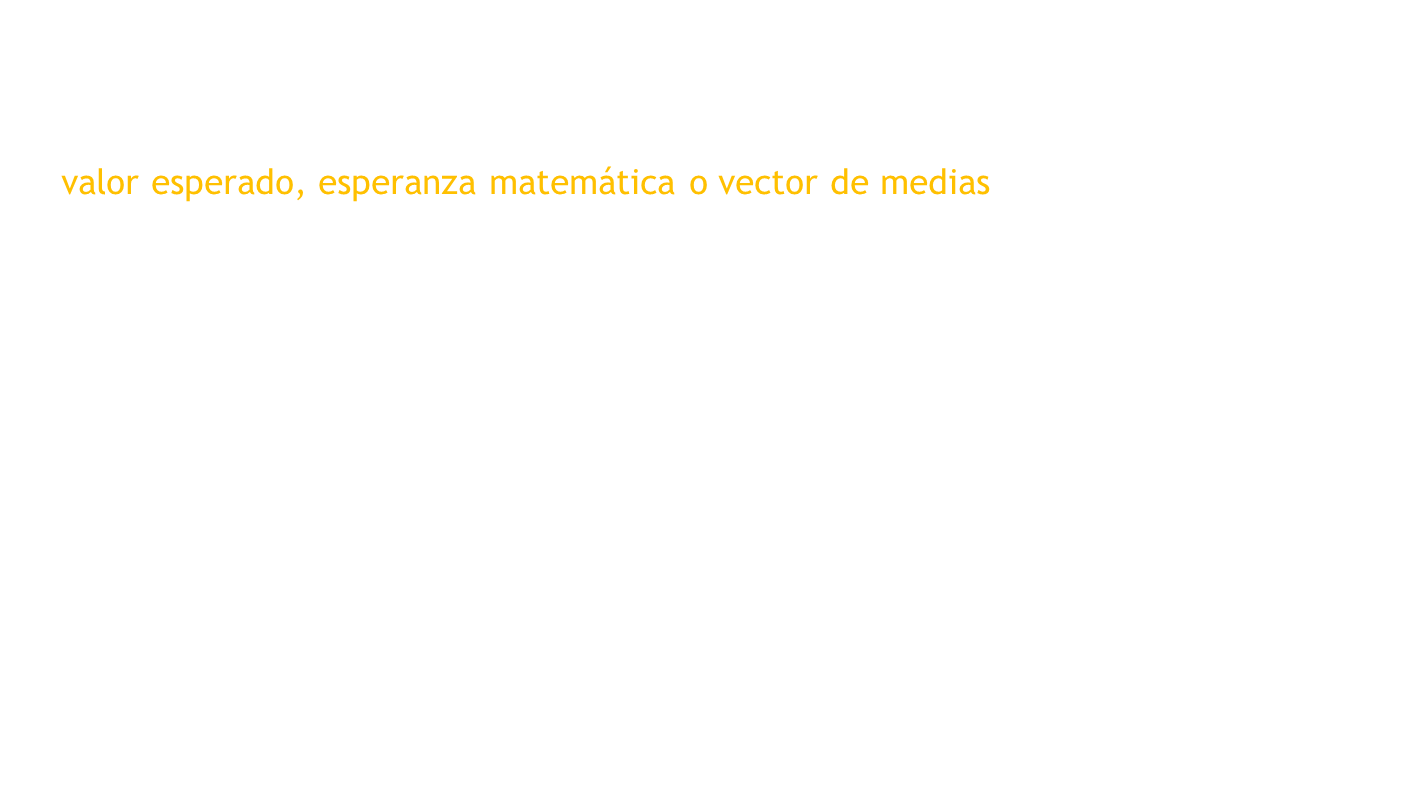 valor esperado, esperanza matemática o vector de medias